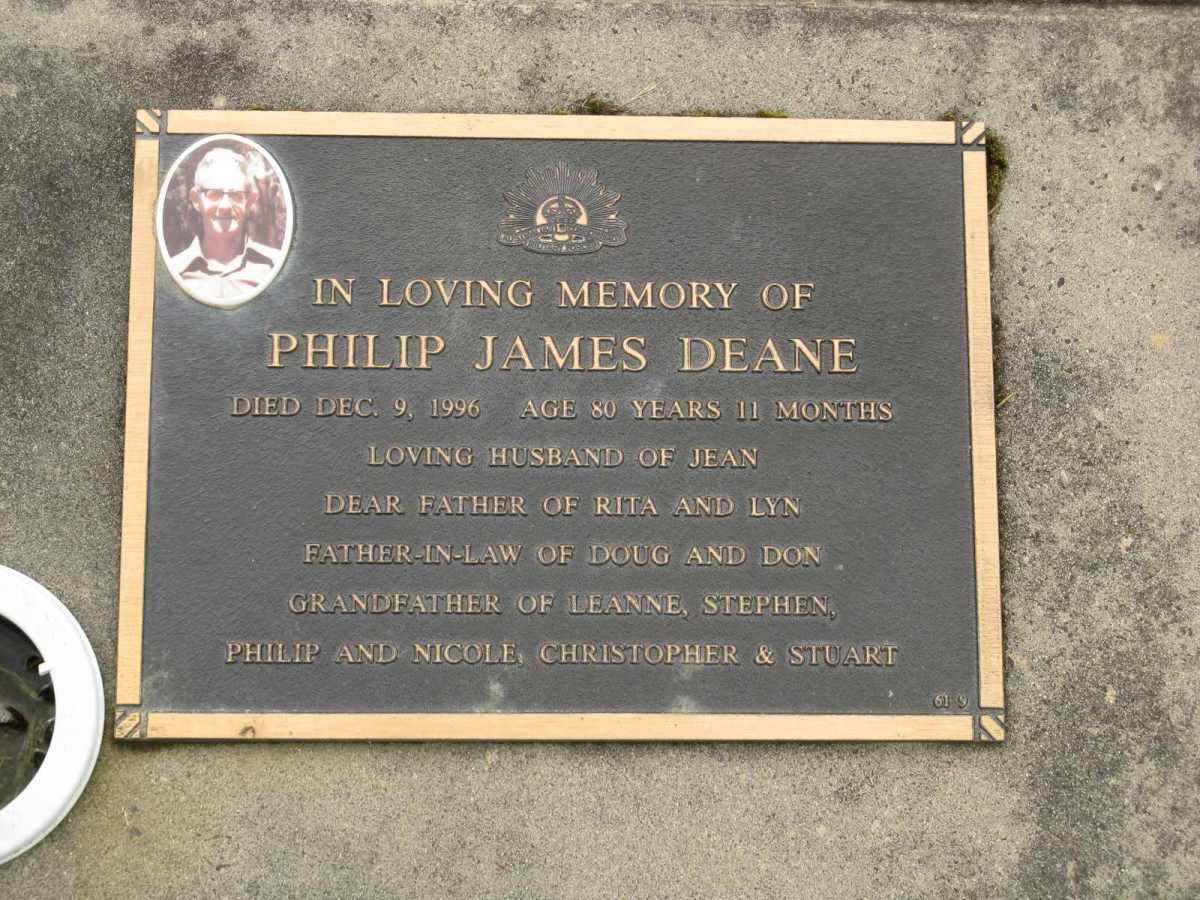 IN LOVING MEMORY OF
PHILIP JAMES DEANE
DIED DEC. 9, 1996 AGE 80 YEARS 11 MONTHS
LOVING HUSBAND OF JEAN
DEAR FATHER OF RITA AND LYN
FATHER-IN-LAW OF DOUG AND DON
GRANDFATHER OF LEANNE, STEPHEN,
PHILIP AND NICOLE, CHRISTOPHER & STUART
61 9